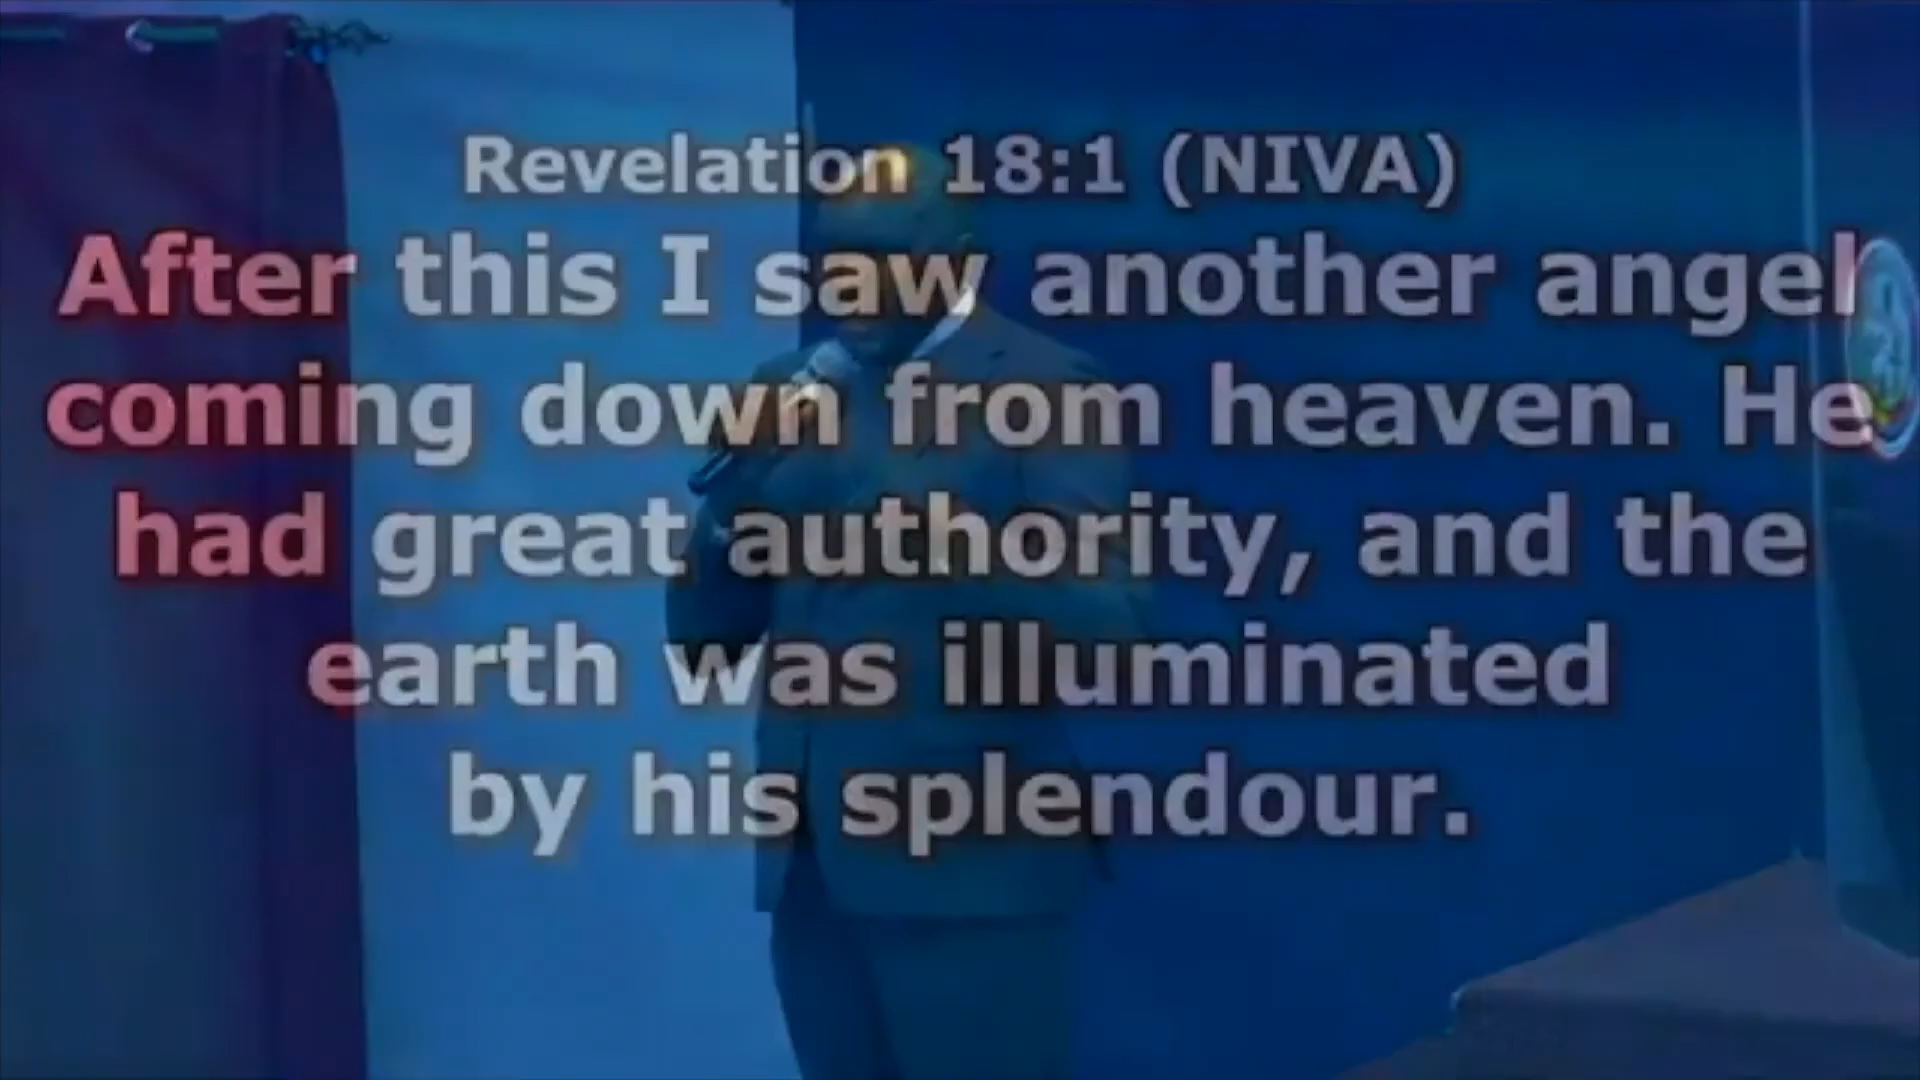 Revelation 18:1 (NIVA)
After this I saw another angel
coming down from heaven. He
had great authority, and the
earth was illuminated
by his splendour.